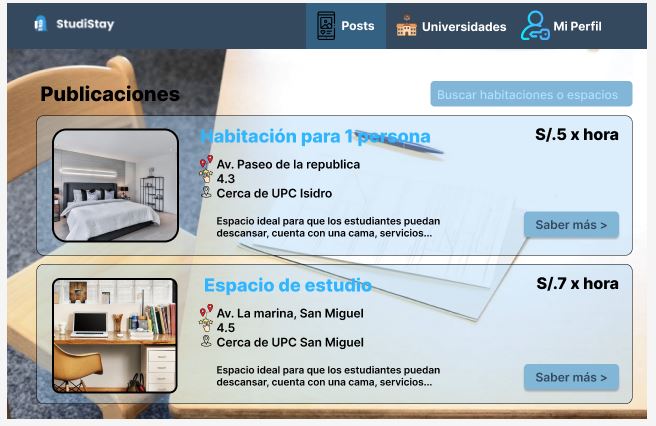 StudiStay
Posts
Universidades
Mi Perfil
Publicaciones
Buscar habitaciones o espacios
Habitación para 1 persona
S/.5 x hora
Av. Paseo de la republica
4.3
Cerca de UPC Isidro
Espacio ideal para que los estudiantes puedan
descansar, cuenta con una cama, servicios...
Saber más >
Espacio de estudio
S/.7 x hora
Av. La marina, San Miguel
4.5
Cerca de UPC San Miguel
Espacio ideal para que los estudiantes puedan
descansar, cuenta con una cama, servicios...
Saber más >